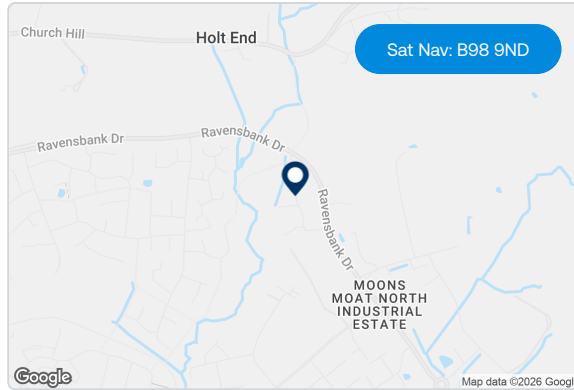 Church Hill
Holt End
Sat Nav: B98 9ND
Ravensbank Dr
Ravensbank Dr
Ravensbank Dr
MOONS
MOAT NORTH
INDUSTRIAL
ESTATE
Google
Map data ©2026 Googl